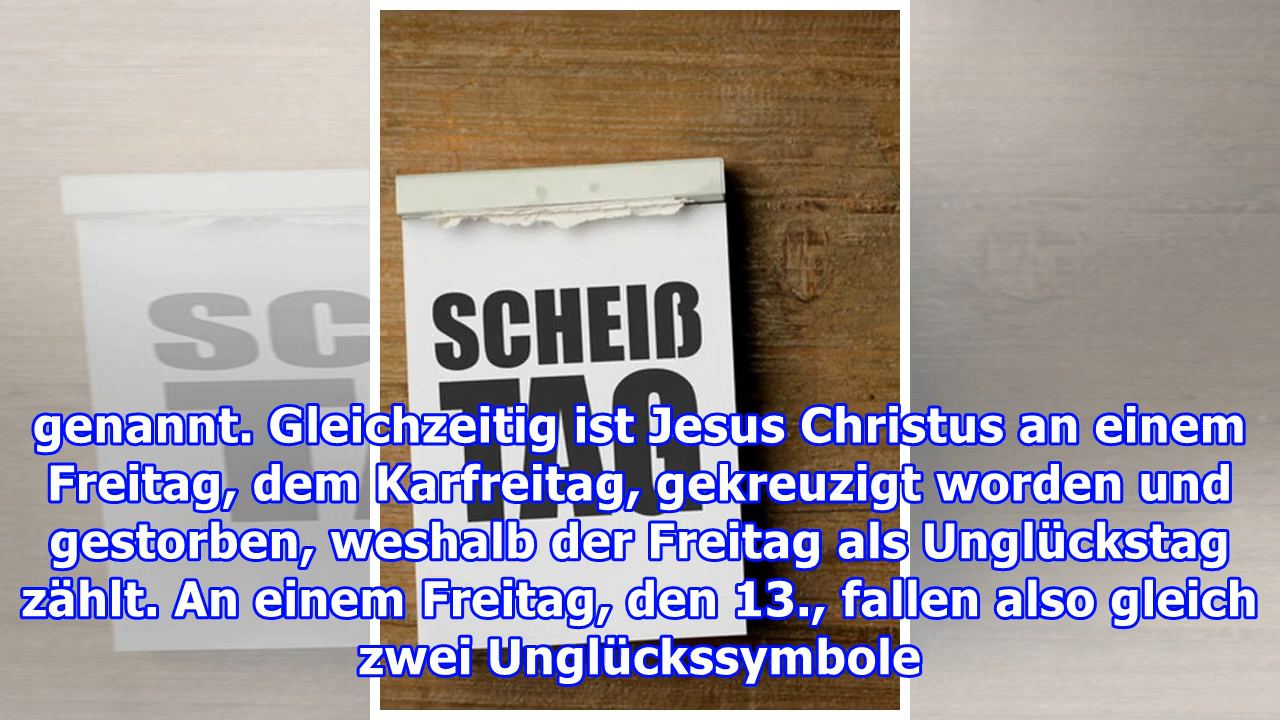 SCHEIß
TAG
genannt. Gleichzeitig ist Jesus Christus an einem
Freitag, dem Karfreitag, gekreuzigt worden und
gestorben, weshalb der Freitag als Unglückstag
zählt. An einem Freitag, den 13., fallen also gleich
zwei Unglückssymbole